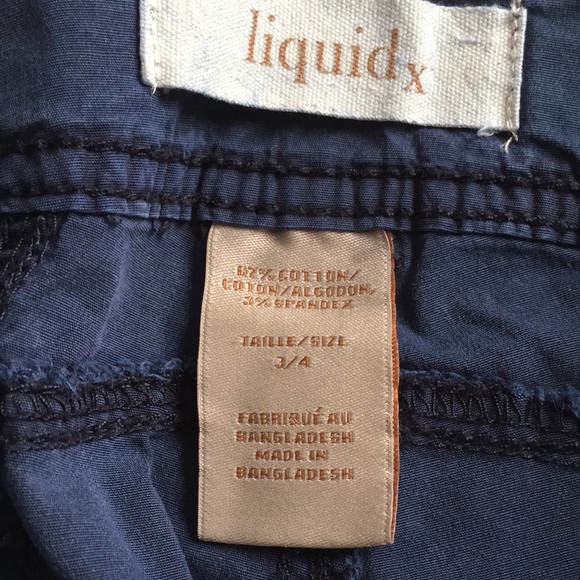 liquid x
97% COTTON/
COTON/ALGODON,
3% SPANDEX
TAILLE/SIZE
3/4
FABRIQUÉ AU
BANGLADESH
MADE IN
BANGLADESH